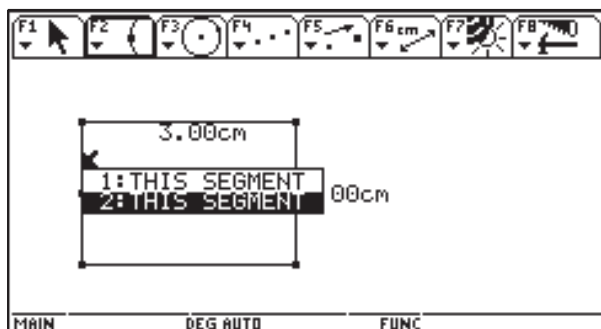 F1 F2 F3 F4 F5 F6 cm F7 F8
3.00cm
1:THIS SEGMENT
2:THIS SEGMENT 00cm
MAIN DEG AUTO FUNC